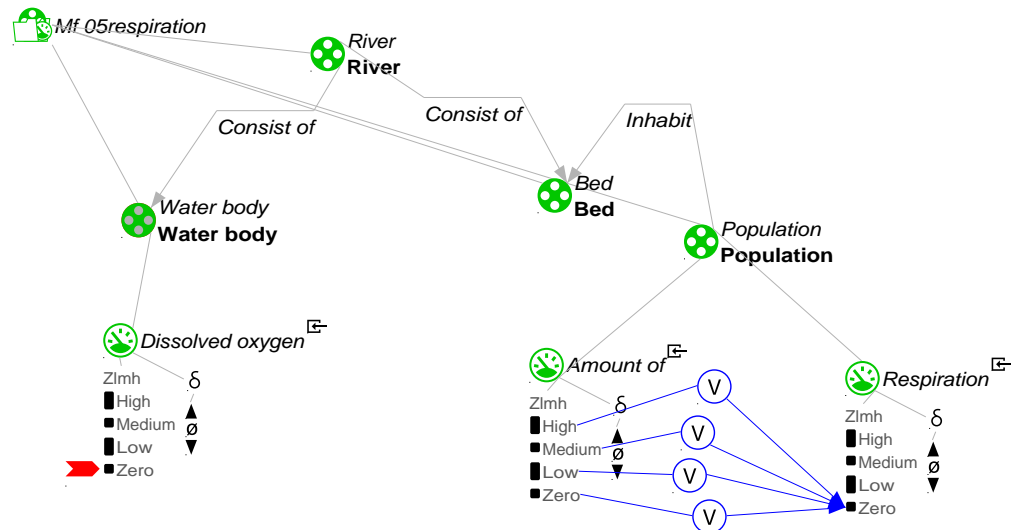 Mf 05respiration
River
River
Consist of
Consist of
Inhabit
Water body
Water body
Bed
Bed
Population
Population
Dissolved oxygen
Zlmh
δ
High
Medium
ø
Low
Zero
Amount of
Zlmh
δ
High
Medium
ø
Low
Zero
V
V
V
V
Respiration
Zlmh
δ
High
Medium
ø
Low
Zero